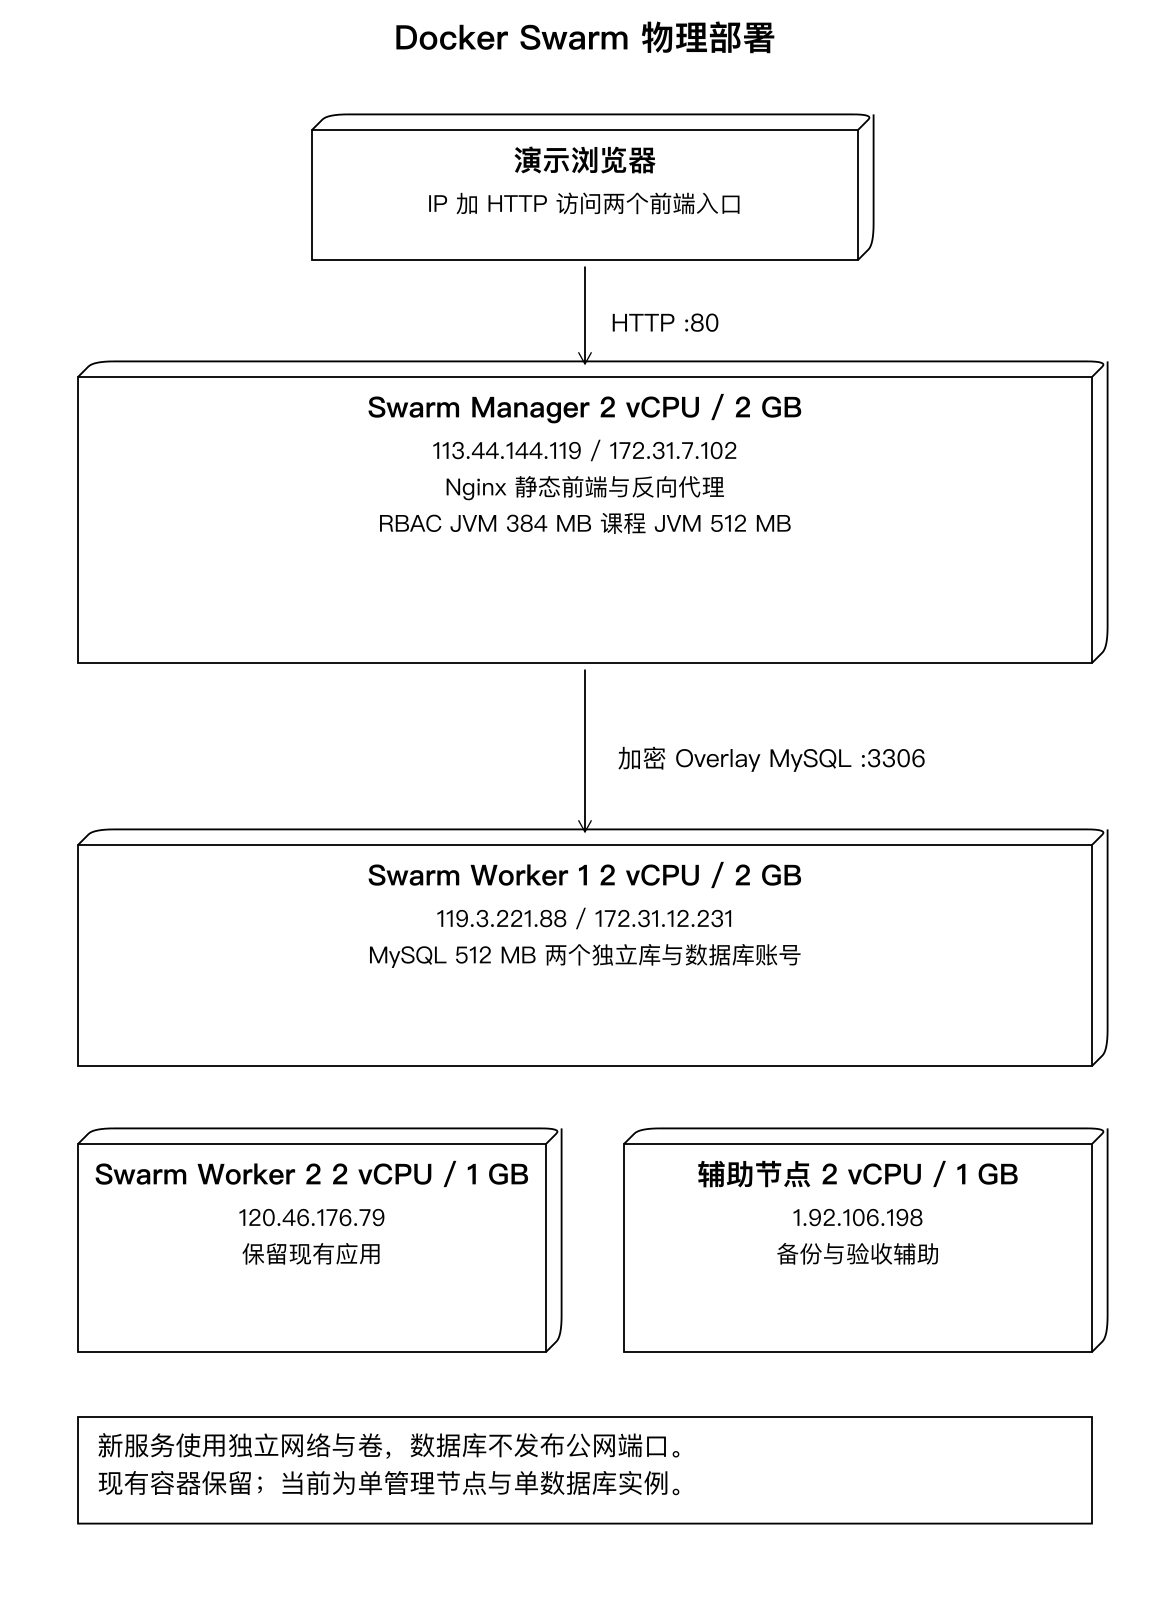 Docker Swarm 物理部署
演示浏览器
IP 加 HTTP 访问两个前端入口
HTTP :80
Swarm Manager 2 vCPU / 2 GB
113.44.144.119 / 172.31.7.102
Nginx 静态前端与反向代理
RBAC JVM 384 MB 课程 JVM 512 MB
加密 Overlay MySQL :3306
Swarm Worker 1 2 vCPU / 2 GB
119.3.221.88 / 172.31.12.231
MySQL 512 MB 两个独立库与数据库账号
Swarm Worker 2 2 vCPU / 1 GB
120.46.176.79
保留现有应用
辅助节点 2 vCPU / 1 GB
1.92.106.198
备份与验收辅助
新服务使用独立网络与卷，数据库不发布公网端口。
现有容器保留；当前为单管理节点与单数据库实例。